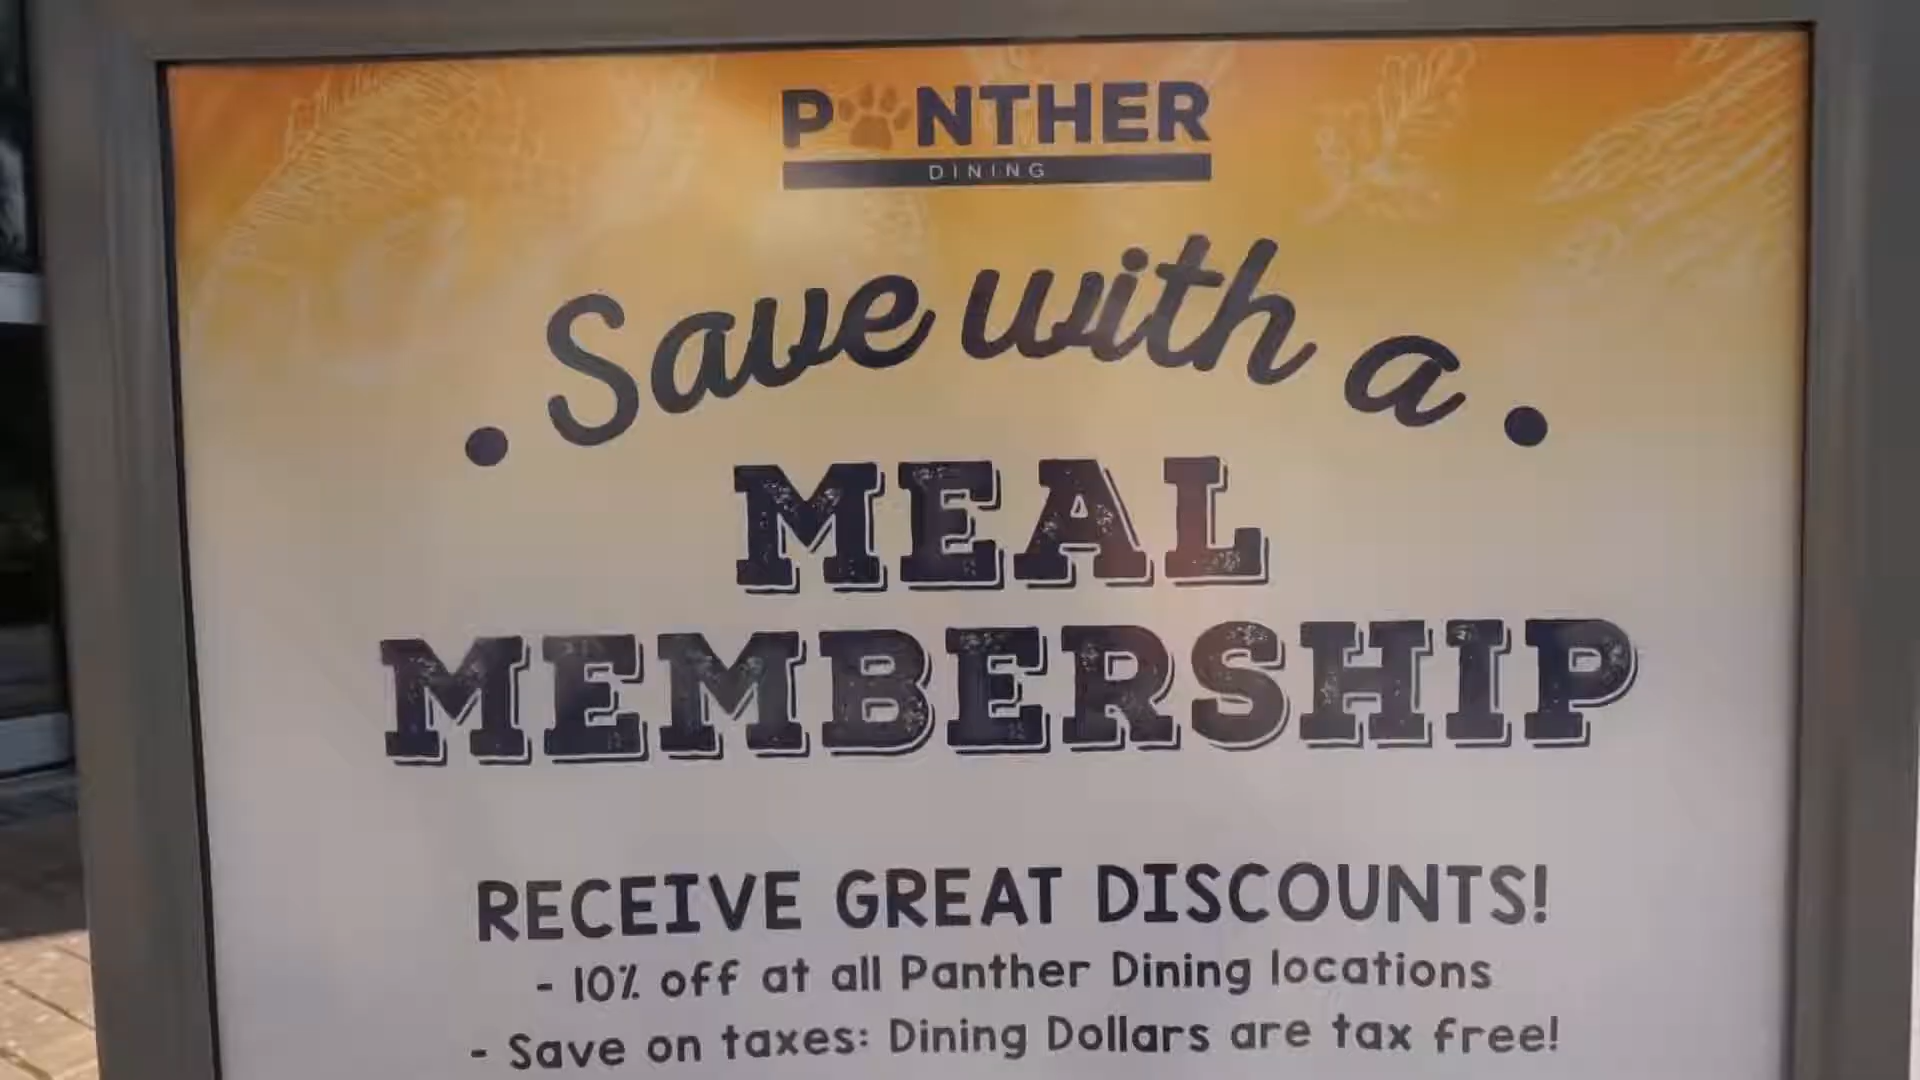 PANTHER
DINING
Save with a
MEAL
MEMBERSHIP
RECEIVE GREAT DISCOUNTS!
- 10% off at all Panther Dining locations
- Save on taxes: Dining Dollars are tax free!